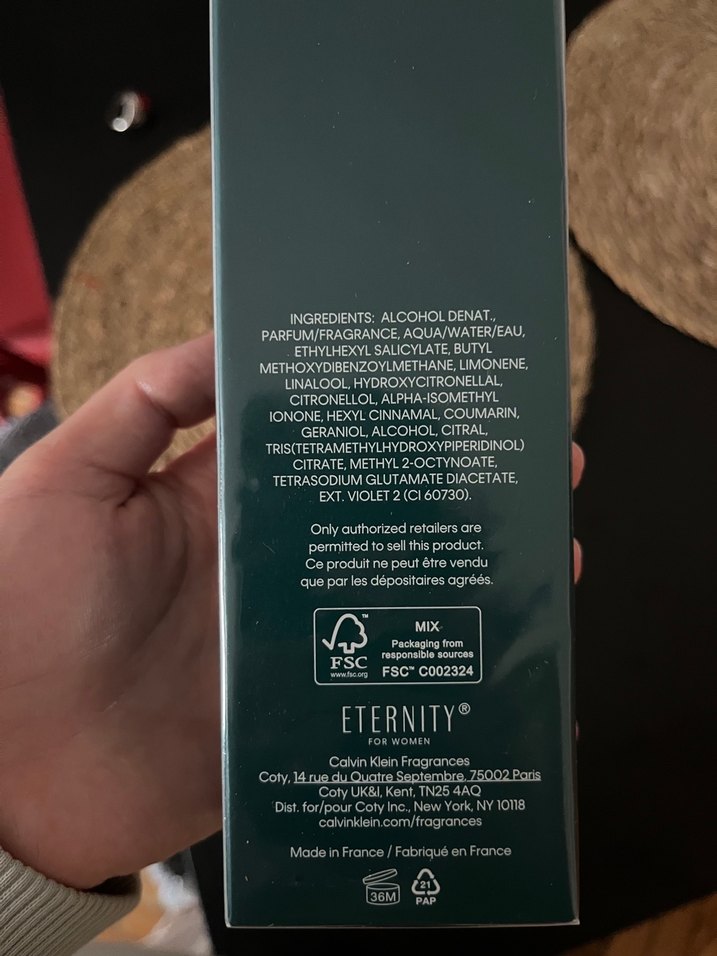 INGREDIENTS: ALCOHOL DENAT.,
PARFUM/FRAGRANCE, AQUA/WATER/EAU,
ETHYLHEXYL SALICYLATE, BUTYL
METHOXYDIBENZOYLMETHANE, LIMONENE,
LINALOOL, HYDROXYCITRONELLAL,
CITRONELLOL, ALPHA-ISOMETHYL
IONONE, HEXYL CINNAMAL, COUMARIN,
GERANIOL, ALCOHOL, CITRAL,
TRIS(TETRAMETHYLHYDROXYPIPERIDINOL)
CITRATE, METHYL 2-OCTYNOATE,
TETRASODIUM GLUTAMATE DIACETATE,
EXT. VIOLET 2 (CI 60730).
Only authorized retailers are
permitted to sell this product.
Ce produit ne peut être vendu
que par les dépositaires agréés.
FSC™
www.fsc.org
MIX
Packaging from
responsible sources
FSC™ C002324
ETERNITY®
FOR WOMEN
Calvin Klein Fragrances
Coty, 14 rue du Quatre Septembre, 75002 Paris
Coty UK&I, Kent, TN25 4AQ
Dist. for/pour Coty Inc., New York, NY 10118
calvinklein.com/fragrances
Made in France / Fabriqué en France
36M
21
PAP